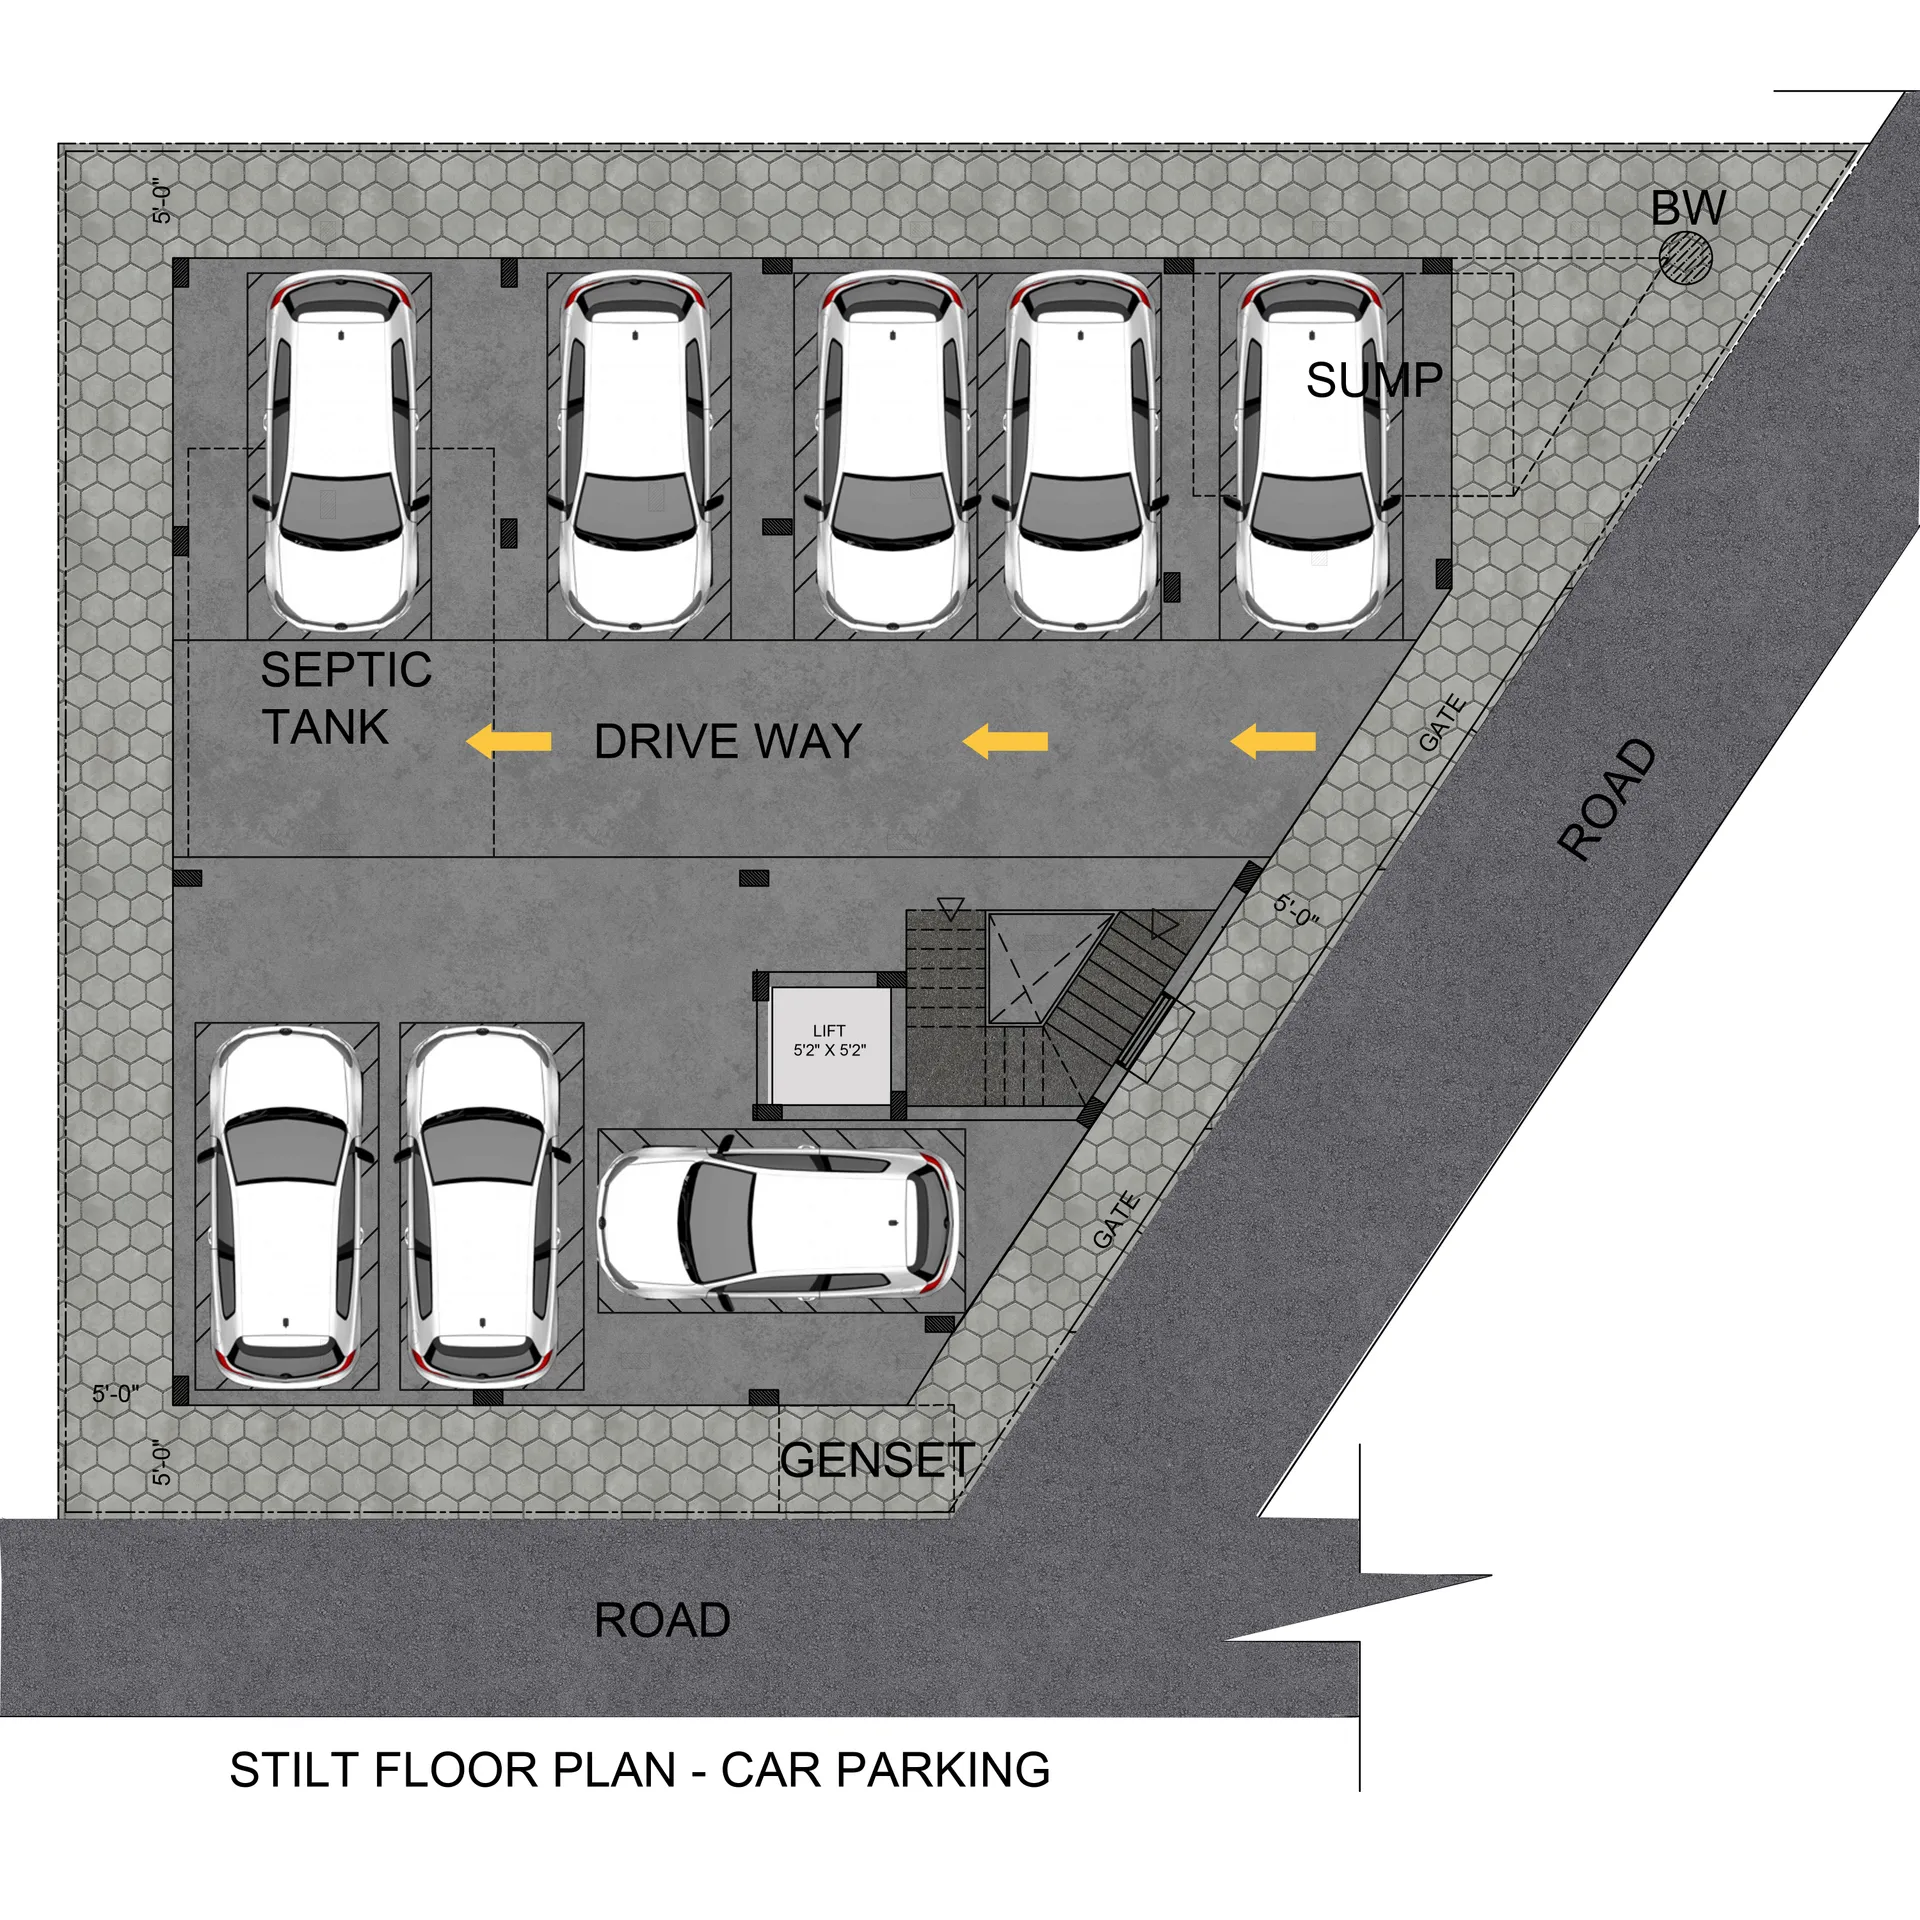 5'-0"
BW
SUMP
SEPTIC
TANK
DRIVE WAY
GATE
ROAD
5'-0"
LIFT
5'2" X 5'2"
GATE
5'-0"
5'-0"
GENSET
ROAD
STILT FLOOR PLAN - CAR PARKING